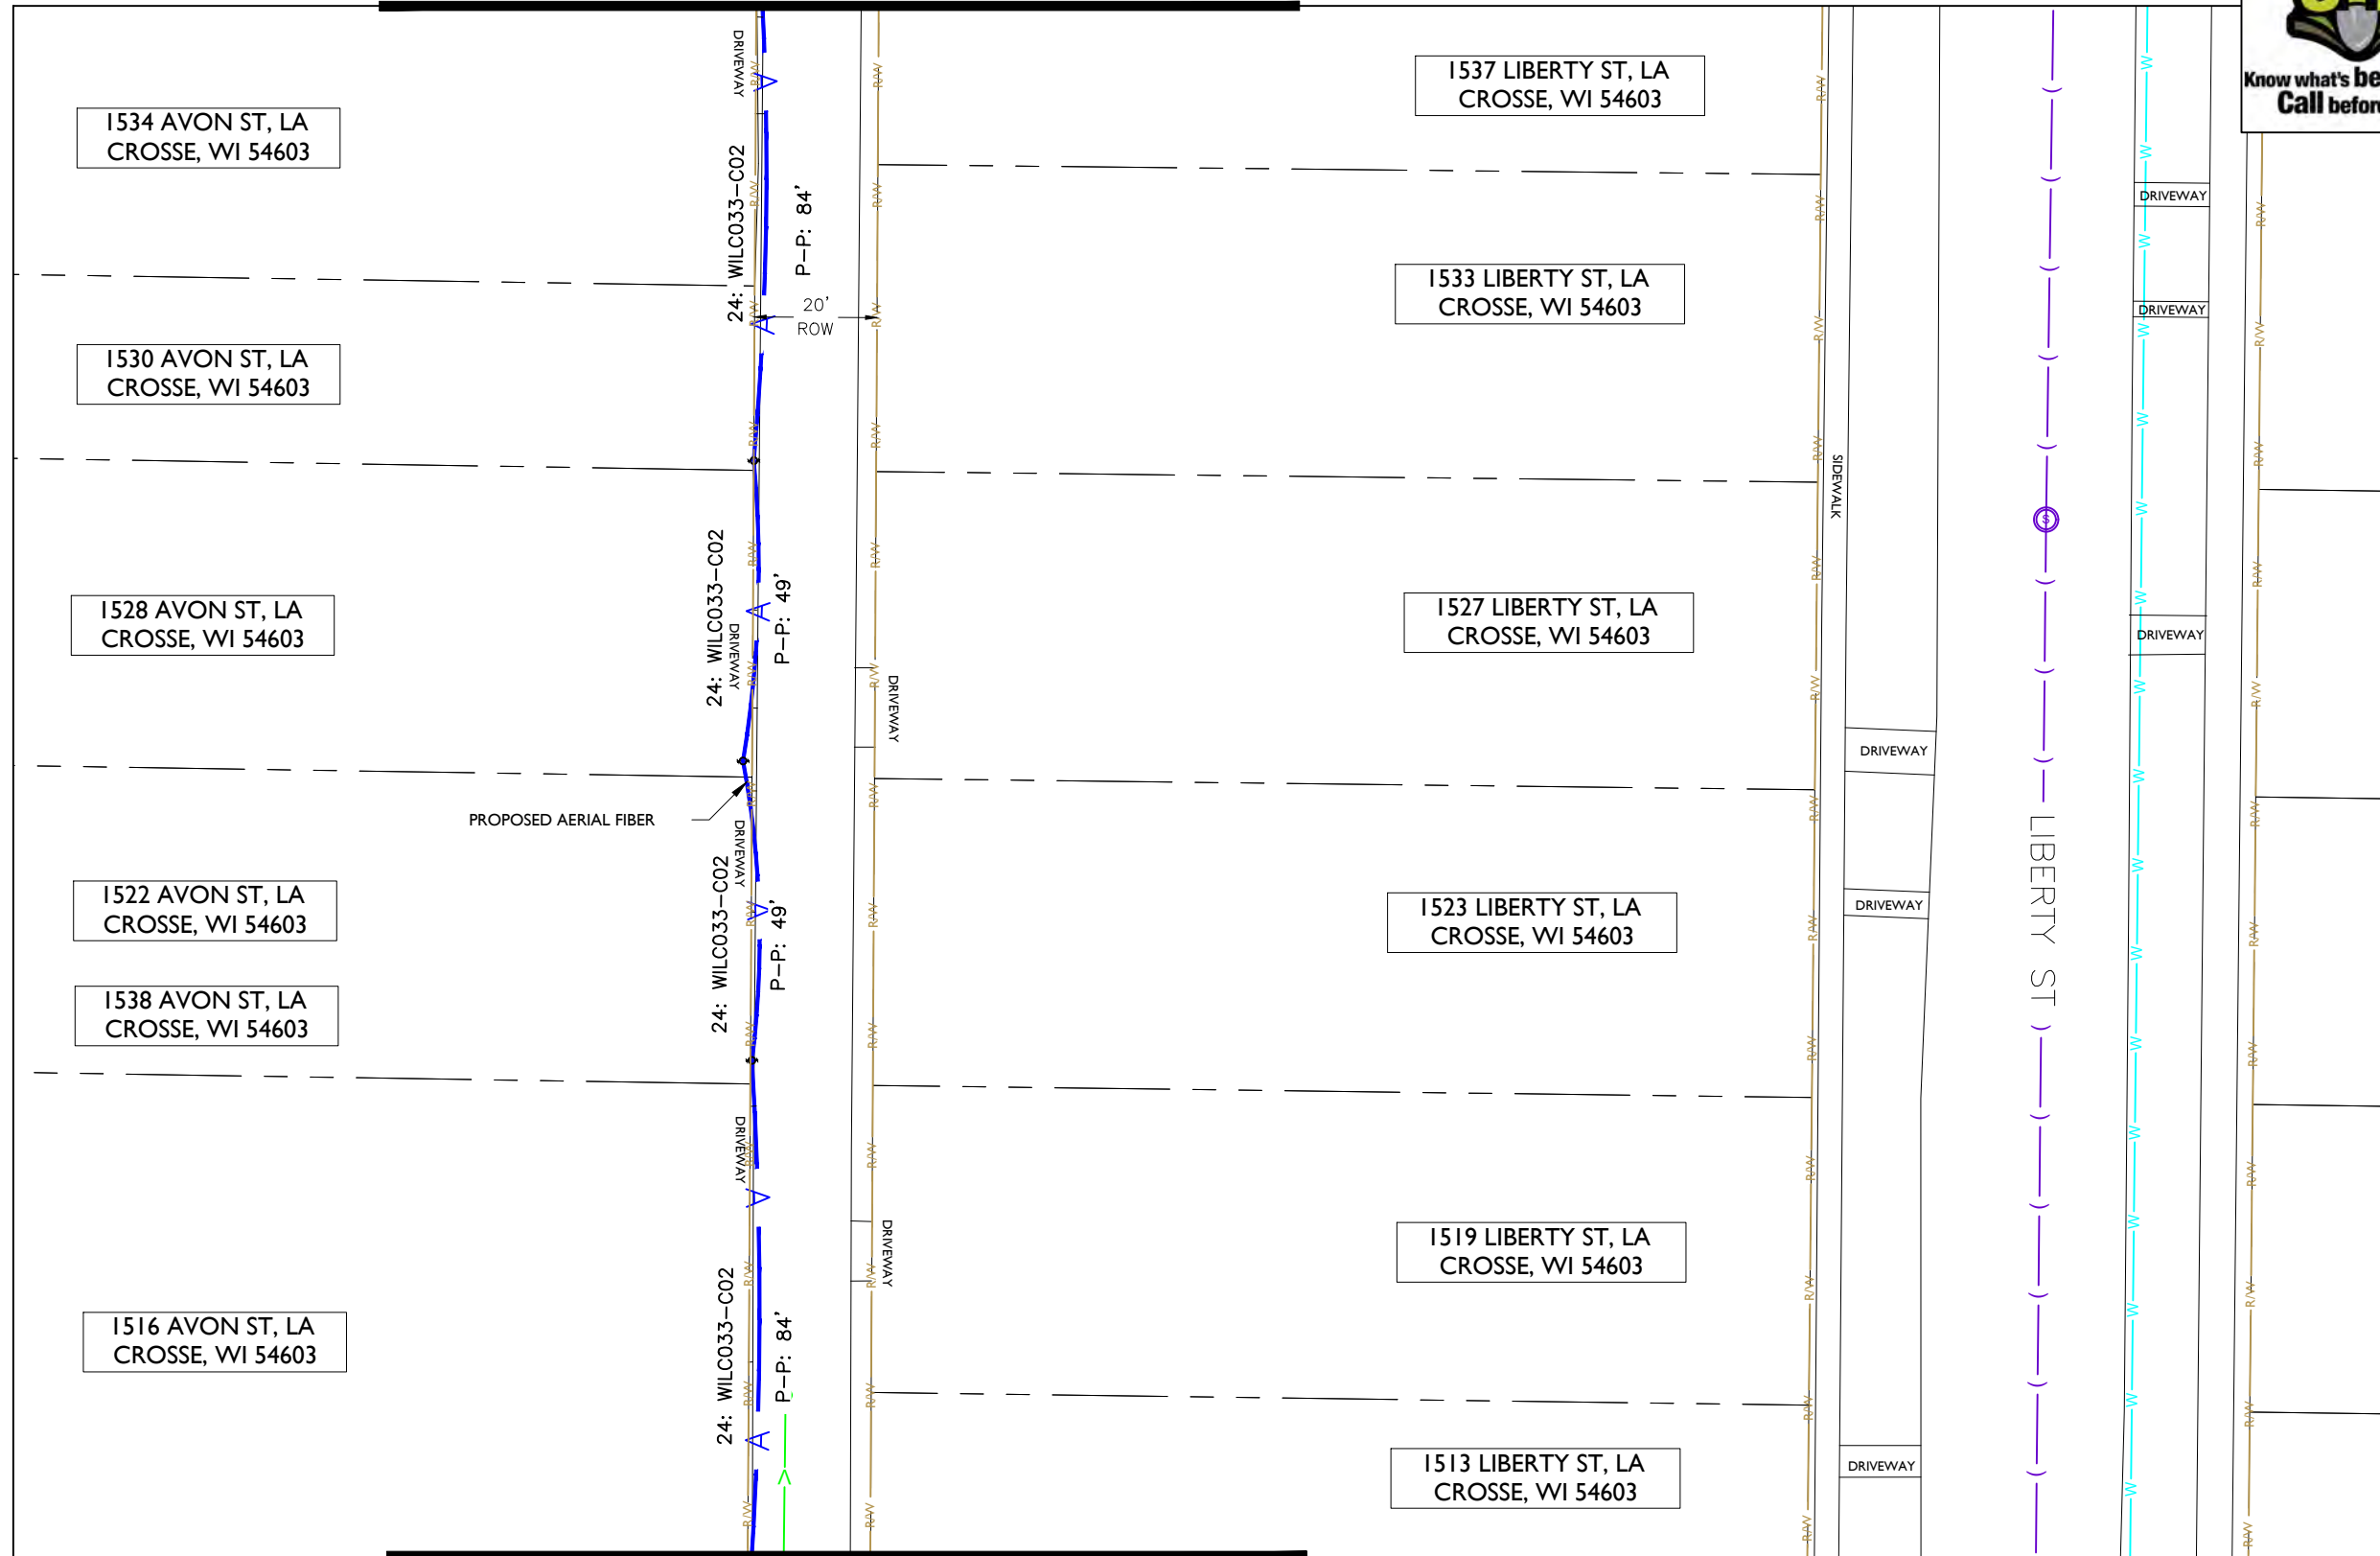 1534 AVON ST, LA
CROSSE, WI 54603
1530 AVON ST, LA
CROSSE, WI 54603
1528 AVON ST, LA
CROSSE, WI 54603
PROPOSED AERIAL FIBER
1522 AVON ST, LA
CROSSE, WI 54603
1538 AVON ST, LA
CROSSE, WI 54603
1516 AVON ST, LA
CROSSE, WI 54603
DRIVEWAY
24: WILC033-C02
P-P: 84'
20'
ROW
24: WILC033-C02
DRIVEWAY
P-P: 49'
DRIVEWAY
DRIVEWAY
24: WILC033-C02
P-P: 49'
DRIVEWAY
DRIVEWAY
24: WILC033-C02
P-P: 84'
A
A
A
A
A
A
R/W
R/W
R/W
R/W
1537 LIBERTY ST, LA
CROSSE, WI 54603
1533 LIBERTY ST, LA
CROSSE, WI 54603
1527 LIBERTY ST, LA
CROSSE, WI 54603
1523 LIBERTY ST, LA
CROSSE, WI 54603
1519 LIBERTY ST, LA
CROSSE, WI 54603
1513 LIBERTY ST, LA
CROSSE, WI 54603
SIDEWALK
DRIVEWAY
DRIVEWAY
DRIVEWAY
LIBERTY ST
S
W
W
W
DRIVEWAY
DRIVEWAY
DRIVEWAY
Know what's
Call